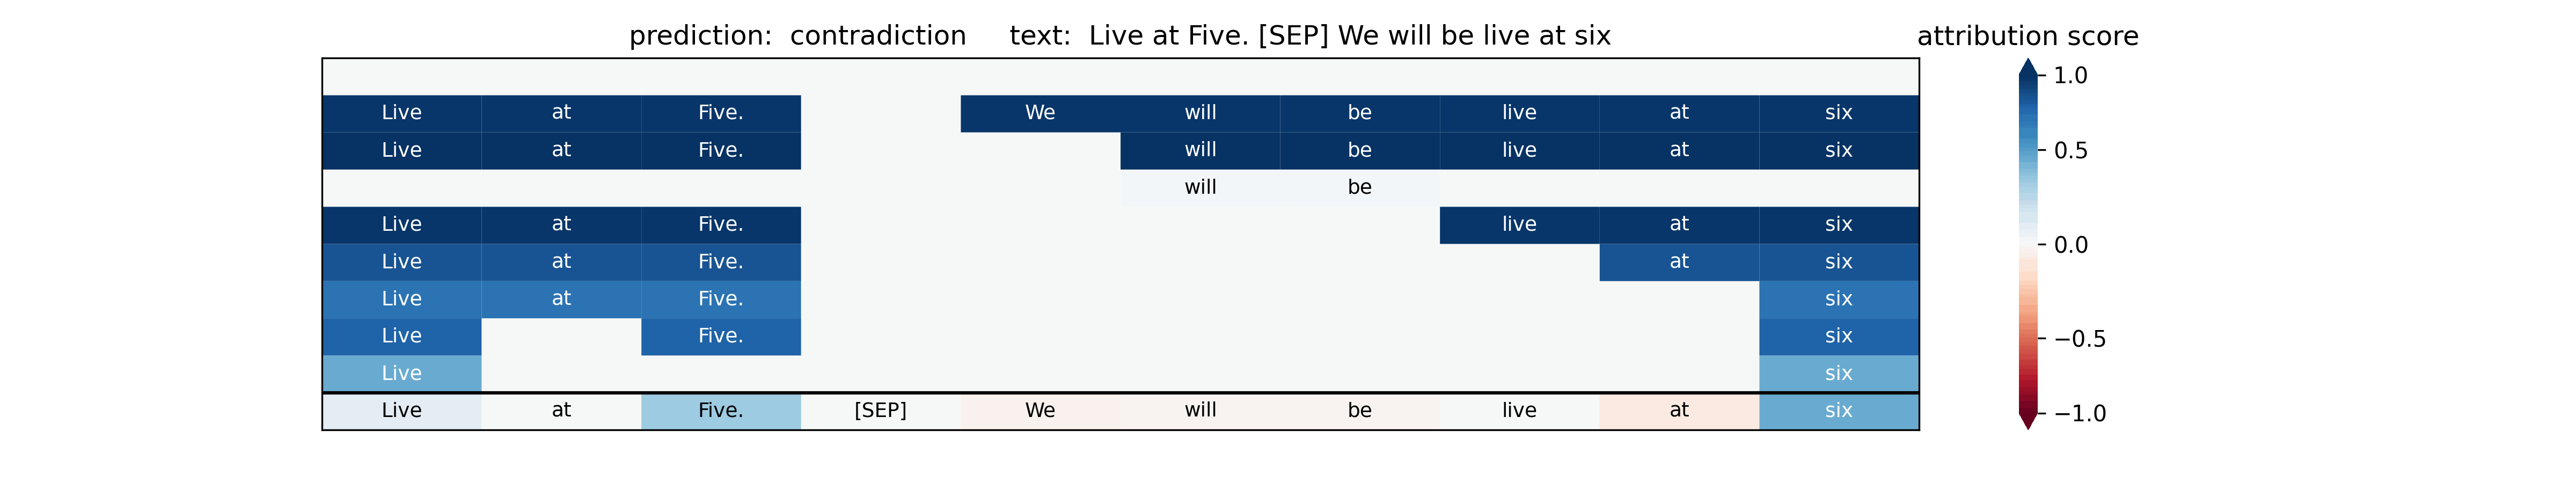 prediction:  contradiction     text:  Live at Five. [SEP] We will be live at six
attribution score
Live at Five. We will be live at six
Live at Five. will be live at six
will be
Live at Five. live at six
Live at Five. at six
Live at Five. six
Live Five. six
Live six
Live at Five. [SEP] We will be live at six
1.0
0.5
0.0
−0.5
−1.0